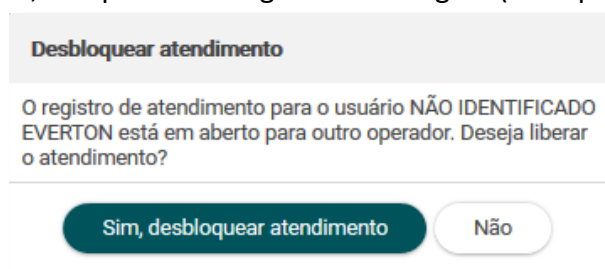 Desbloquear atendimento
O registro de atendimento para o usuário NÃO IDENTIFICADO
EVERTON está em aberto para outro operador. Deseja liberar
o atendimento?
Sim, desbloquear atendimento Não